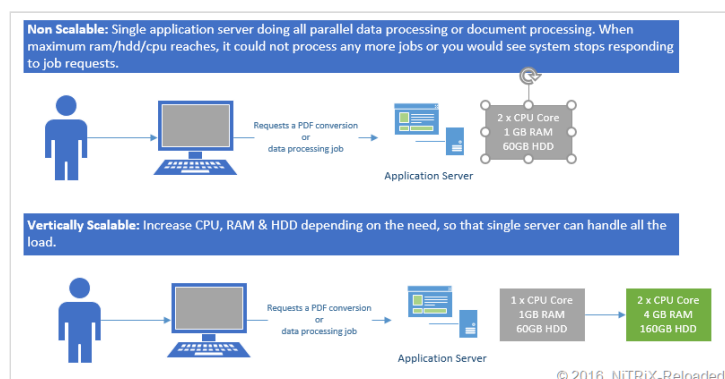 Non Scalable: Single application server doing all parallel data processing or document processing. When
maximum ram/hdd/cpu reaches, it could not process any more jobs or you would see system stops responding
to job requests.
Requests a PDF conversion
or
data processing job
Application Server
2 x CPU Core
1 GB RAM
60GB HDD
Vertically Scalable: Increase CPU, RAM & HDD depending on the need, so that single server can handle all the
load.
Requests a PDF conversion
or
data processing job
Application Server
1 x CPU Core
1GB RAM
60GB HDD
2 x CPU Core
4 GB RAM
160GB HDD
© 2016 NiTRiX-Reloaded